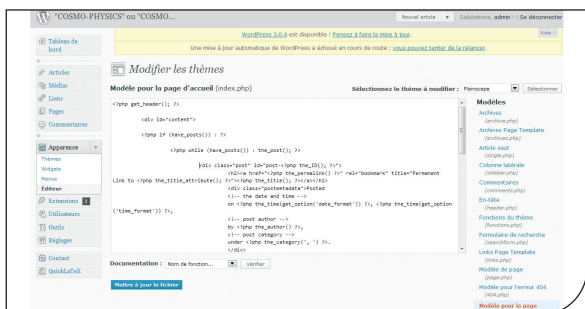 "COSMO-PHYSICS" ou "COSMO...
Nouvel article
Salutations, admin ! | Se déconnecter
WordPress 3.0.4 est disponible ! Pensez à faire la mise à jour.
Aide
Une mise à jour automatique de WordPress a échoué en cours de route ; vous pouvez tenter de la relancer.
Tableau de
bord
Articles
Médias
Liens
Pages
Commentaires
Apparence
Thèmes
Widgets
Menus
Éditeur
Extensions 2
Utilisateurs
Outils
Réglages
Contact
QuickLaTeX
Modifier les thèmes
Modèle pour la page d'accueil (index.php)
Sélectionnez le thème à modifier : Plainscape Sélectionner
<?php get_header(); ?>
<div id="content">
<?php if (have_posts()) : ?>
<?php while (have_posts()) : the_post(); ?>
<div class="post" id="post-<?php the_ID(); ?>">
<h2><a href="<?php the_permalink() ?>" rel="bookmark" title="Permanent
Link to <?php the_title_attribute(); ?>"><?php the_title(); ?></a></h2>
<div class="postmetadata">Posted
<!-- the date and time -->
on <?php the_time(get_option('date_format')) ?>, <?php the_time(get_option
('time_format')) ?>,
<!-- post author -->
by <?php the_author() ?>,
<!-- post category -->
under <?php the_category(', ') ?>.
</div>
Documentation : Nom de fonction... Vérifier
Mettre à jour le fichier
Modèles
Archives
(archive.php)
Archives Page Template
(archives.php)
Article seul
(single.php)
Colonne latérale
(sidebar.php)
Commentaires
(comments.php)
En-tête
(header.php)
Fonctions du thème
(functions.php)
Formulaire de recherche
(searchform.php)
Links Page Template
(links.php)
Modèle de page
(page.php)
Modèle pour l'erreur 404
(404.php)
Modèle pour la page